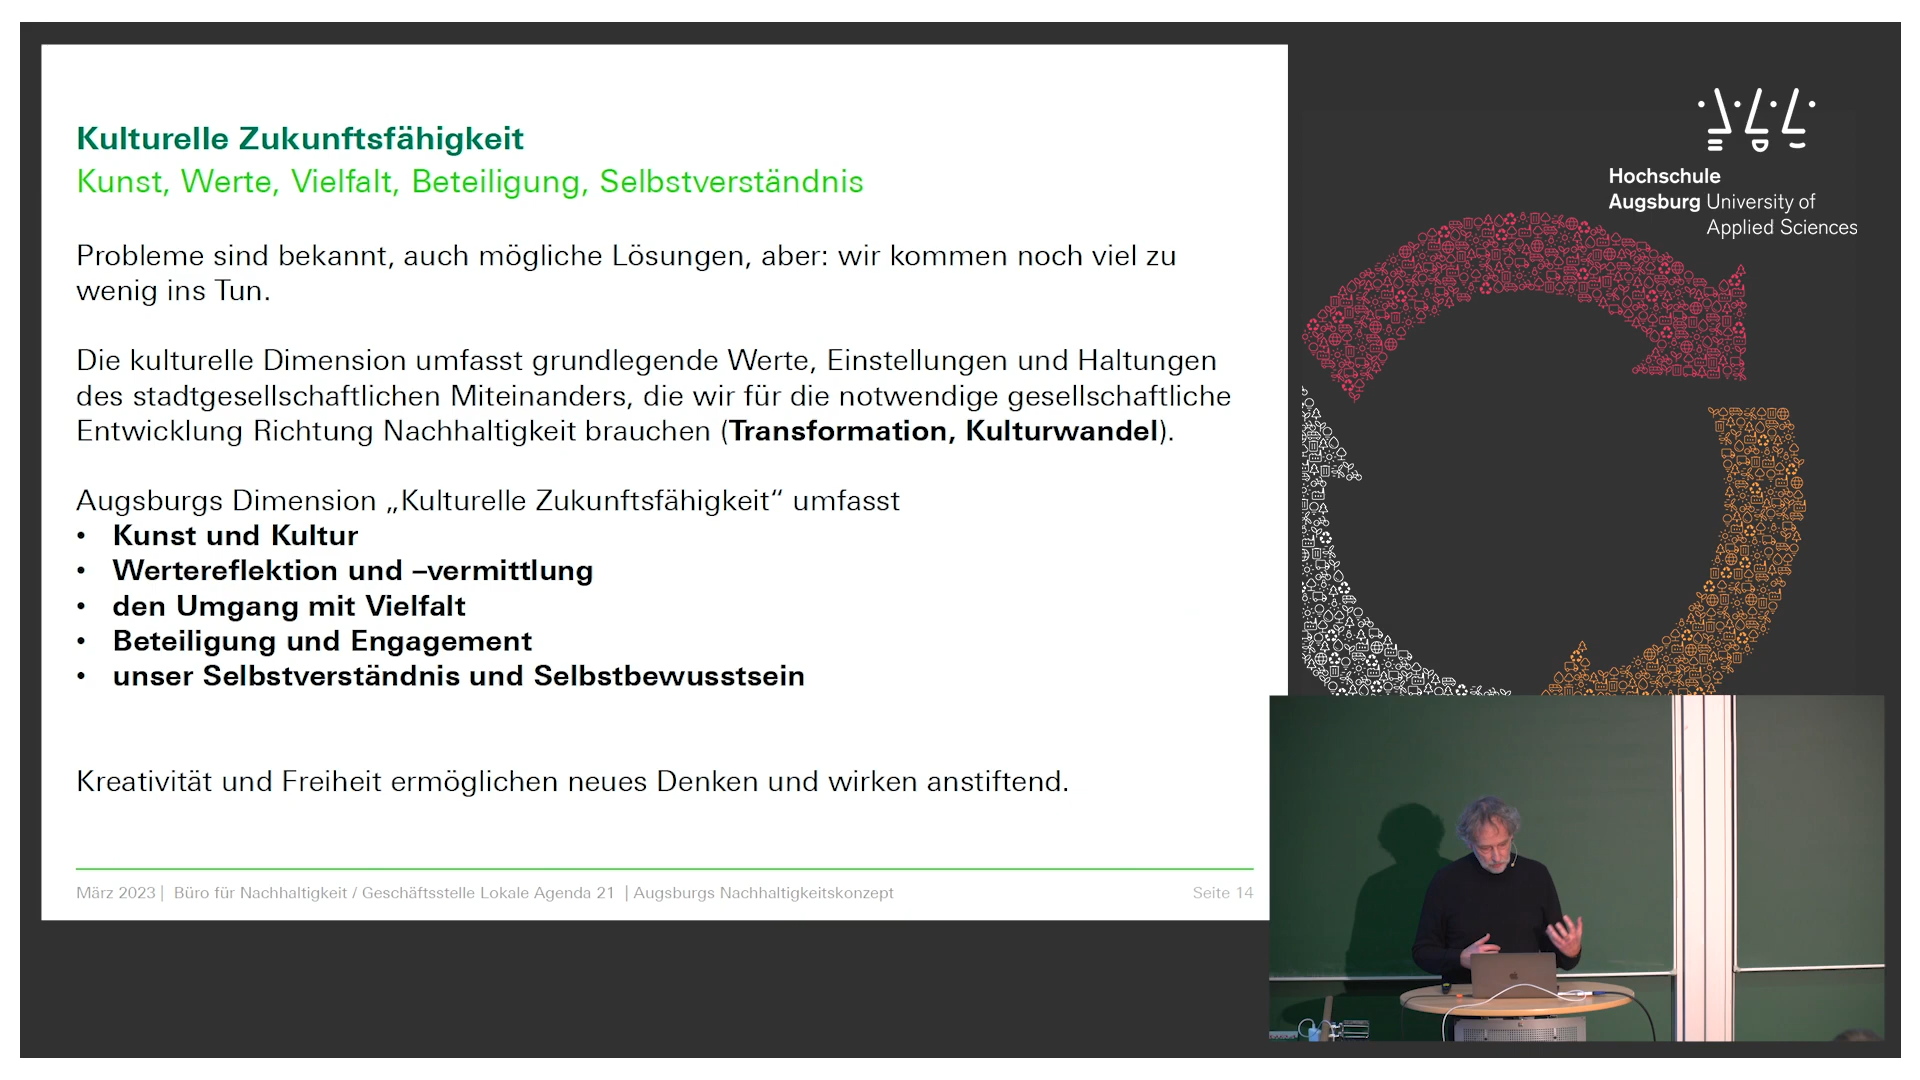 Kulturelle Zukunftsfähigkeit
Kunst, Werte, Vielfalt, Beteiligung, Selbstverständnis
Probleme sind bekannt, auch mögliche Lösungen, aber: wir kommen noch viel zu
wenig ins Tun.
Die kulturelle Dimension umfasst grundlegende Werte, Einstellungen und Haltungen
des stadtgesellschaftlichen Miteinanders, die wir für die notwendige gesellschaftliche
Entwicklung Richtung Nachhaltigkeit brauchen (Transformation, Kulturwandel).
Augsburgs Dimension „Kulturelle Zukunftsfähigkeit“ umfasst
• Kunst und Kultur
• Wertereflektion und –vermittlung
• den Umgang mit Vielfalt
• Beteiligung und Engagement
• unser Selbstverständnis und Selbstbewusstsein
Kreativität und Freiheit ermöglichen neues Denken und wirken anstiftend.
März 2023 | Büro für Nachhaltigkeit / Geschäftsstelle Lokale Agenda 21 | Augsburgs Nachhaltigkeitskonzept
Seite 14
Hochschule
Augsburg University of
Applied Sciences